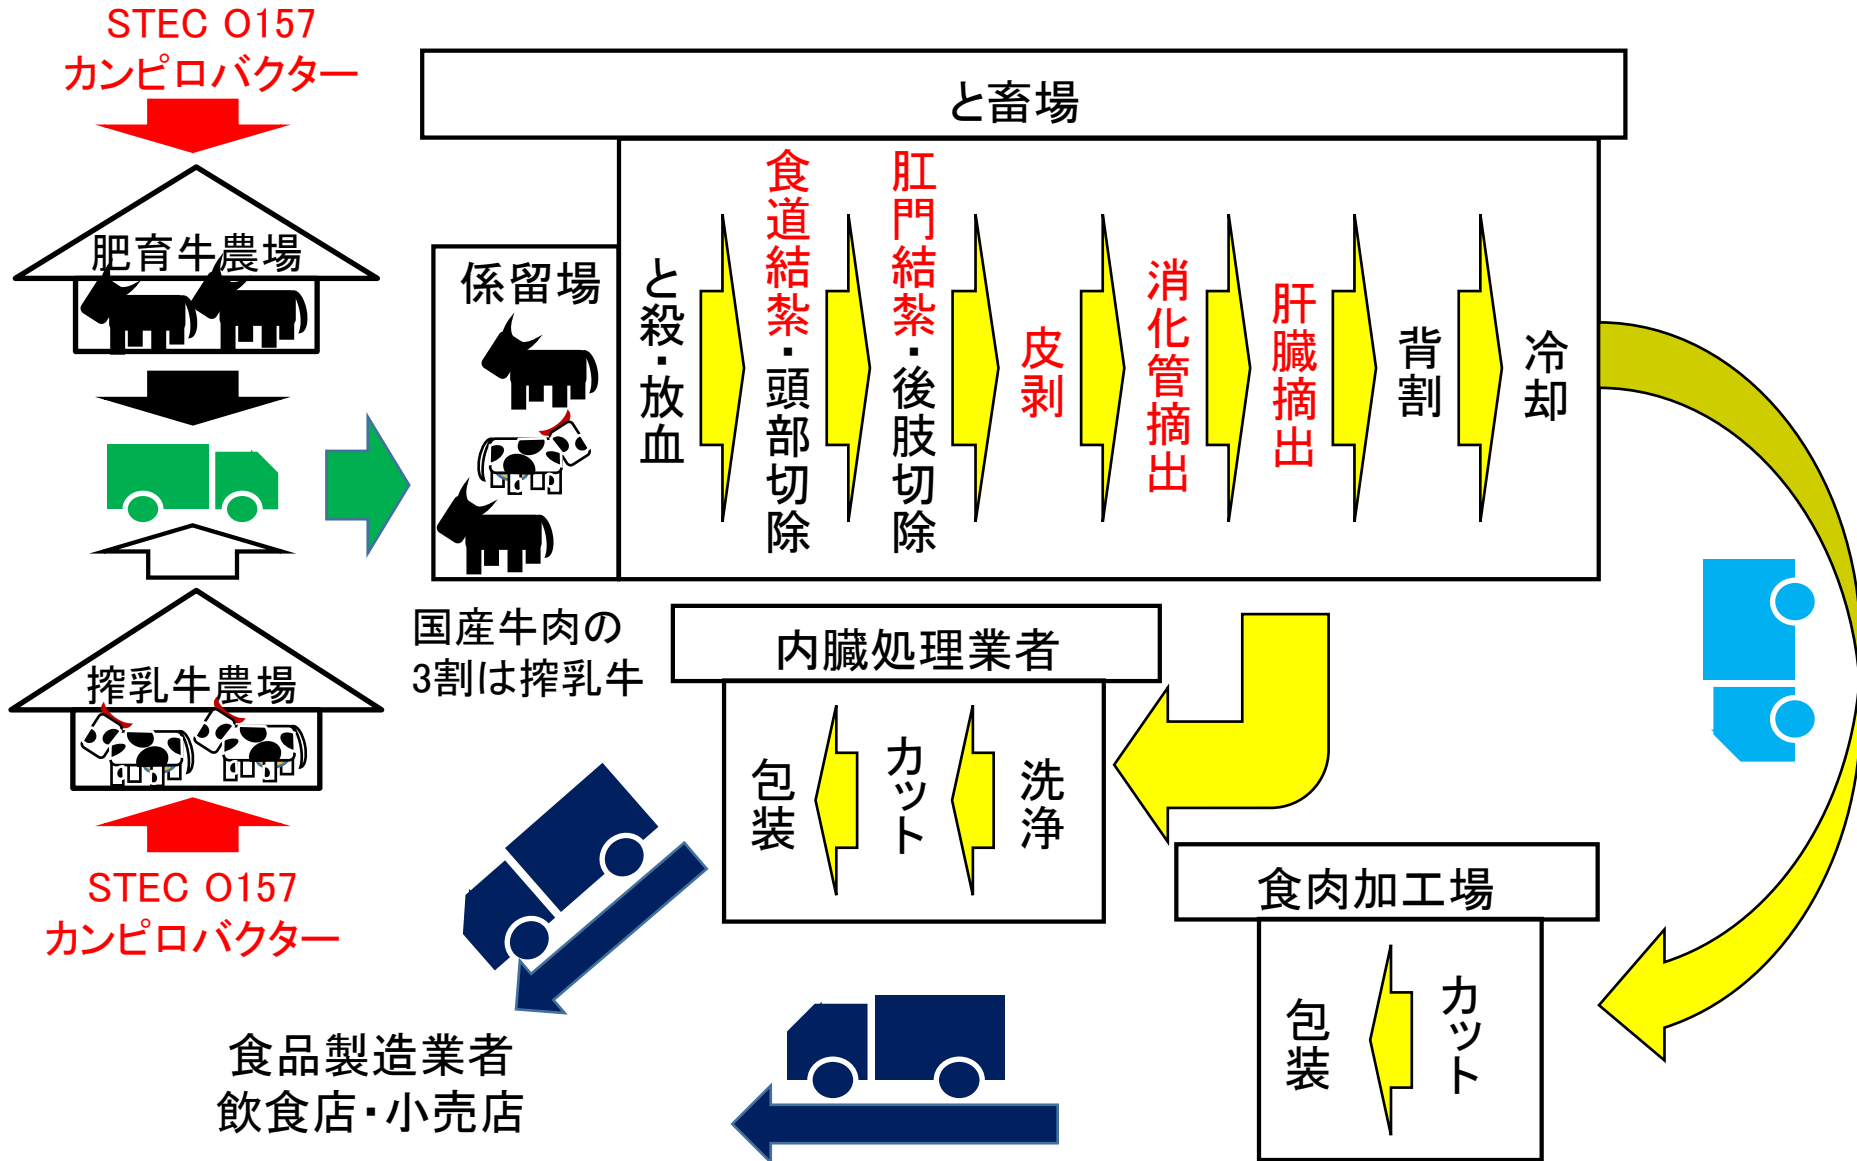 STEC O157
カンピロバクター
肥育牛農場
搾乳牛農場
STEC O157
カンピロバクター
と畜場
係留場
と殺・放血
食道結紮・頭部切除
肛門結紮・後肢切除
皮剥
消化管摘出
肝臓摘出
背割
冷却
国産牛肉の
3割は搾乳牛
内臓処理業者
洗浄
カット
包装
食肉加工場
カット
包装
食品製造業者
飲食店・小売店